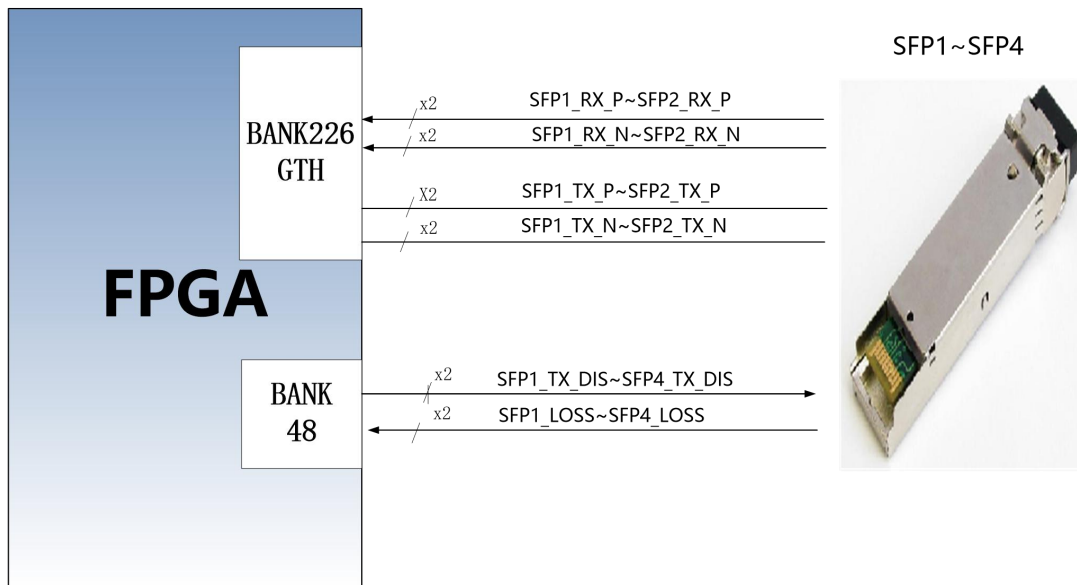 SFP1~SFP4
x2
SFP1_RX_P~SFP2_RX_P
x2
SFP1_RX_N~SFP2_RX_N
BANK226
GTH
X2
SFP1_TX_P~SFP2_TX_P
x2
SFP1_TX_N~SFP2_TX_N
FPGA
x2
SFP1_TX_DIS~SFP4_TX_DIS
BANK
48
x2
SFP1_LOSS~SFP4_LOSS